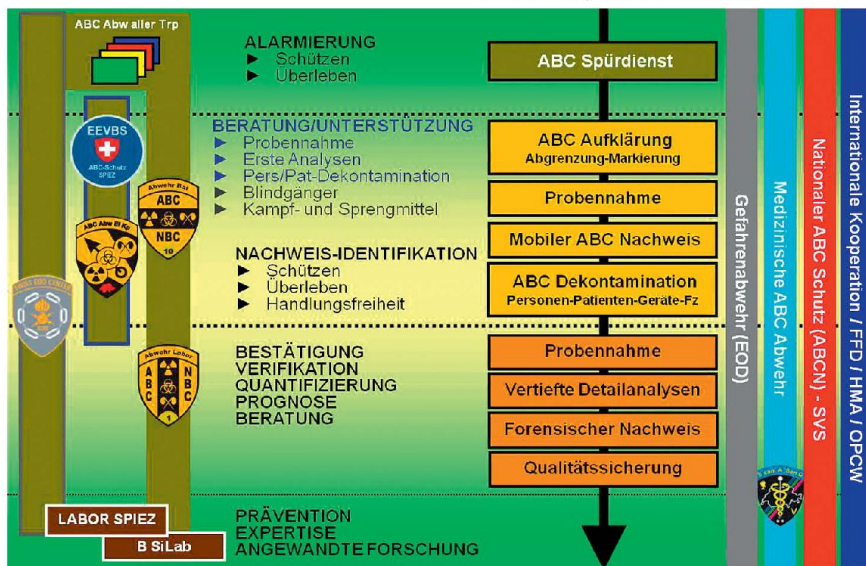 ABC Abw aller Trp
ALARMIERUNG
► Schützen
► Überleben
ABC Spürdienst
EEVBS
ABC-Schutz
SPIEZ
BERATUNG/UNTERSTÜTZUNG
► Probennahme
► Erste Analysen
► Pers/Pat-Dekontamination
► Blindgänger
► Kampf- und Sprengmittel
ABC Aufklärung
Abgrenzung-Markierung
Probennahme
Mobiler ABC Nachweis
ABC Dekontamination
Personen-Patienten-Geräte-Fz
Abwehr Bat
ABC
NBC
10
ABC Abw Ei Kp
NACHWEIS-IDENTIFIKATION
► Schützen
► Überleben
► Handlungsfreiheit
SWISS EOD CENTER
Abwehr Labor
ABC
NBC
1
BESTÄTIGUNG
VERIFIKATION
QUANTIFIZIERUNG
PROGNOSE
BERATUNG
Probennahme
Vertiefte Detailanalysen
Forensischer Nachweis
Qualitätssicherung
LABOR SPIEZ
B SiLab
PRÄVENTION
EXPERTISE
ANGEWANDTE FORSCHUNG
Gefahrenabwehr (EOD)
Medizinische ABC Abwehr
Nationaler ABC Schutz (ABCN) - SVS
Internationale Kooperation / FFD / HMA / OPCW